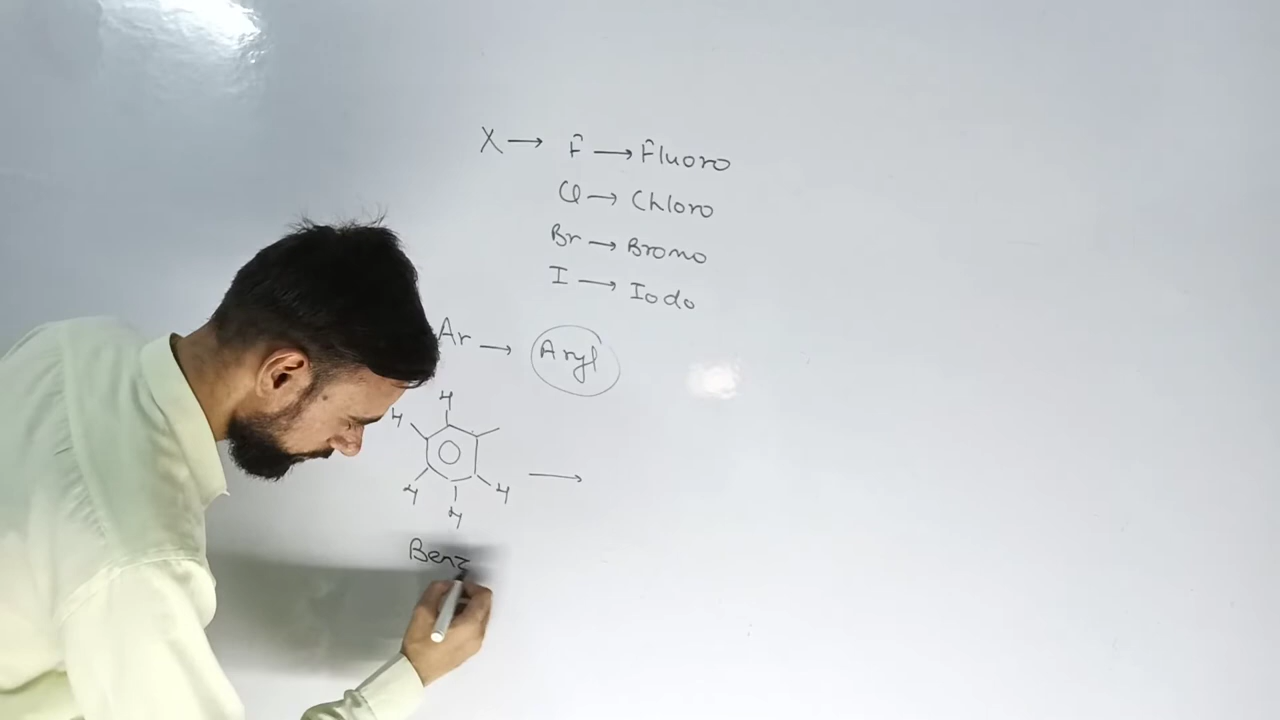 X → F → Fluoro
Cl → Chloro
Br → Bromo
I → Iodo
Ar → Aryl
H
H
H
H
H
→
Benz